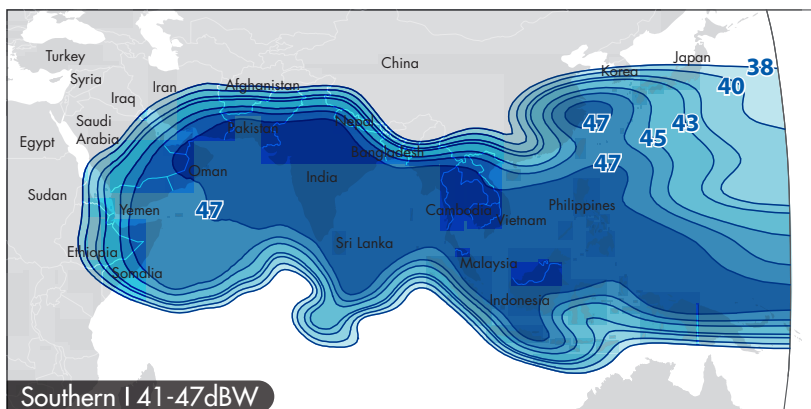 Turkey
China
Japan
Korea
38
Syria
Iran
Afghanistan
40
Iraq
Saudi
Arabia
Pakistan
Nepal
47
43
45
Egypt
Bangladesh
47
Oman
India
Sudan
Yemen
47
Cambodia
Vietnam
Philippines
Sri Lanka
Ethiopia
Somalia
Malaysia
Indonesia
Southern I 41-47dBW